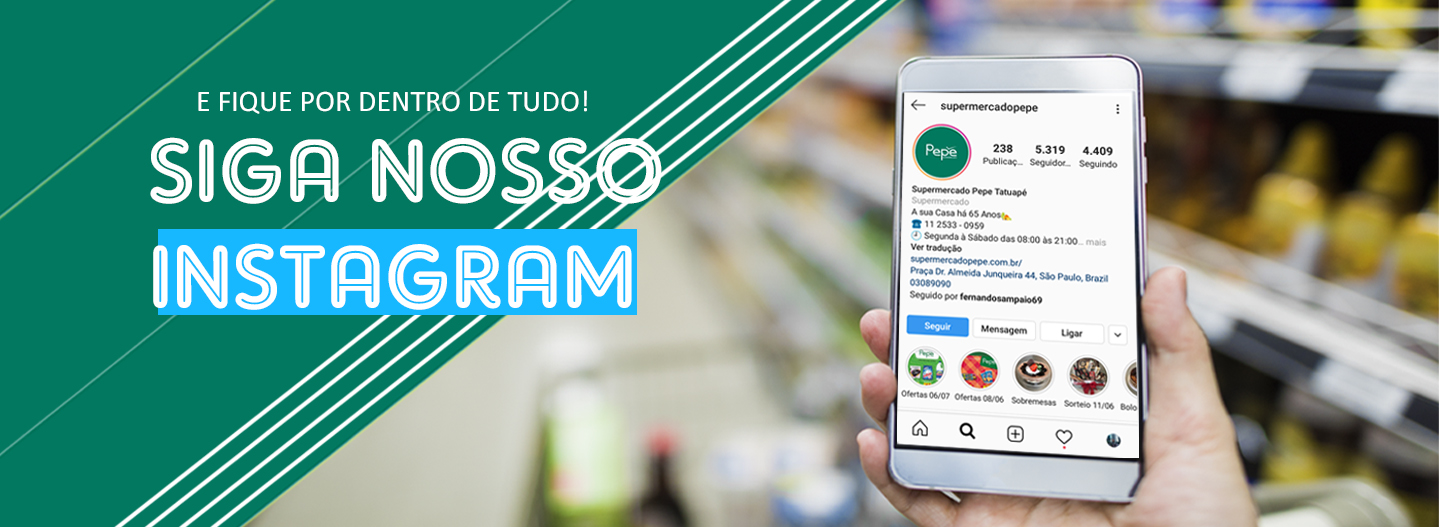 E FIQUE POR DENTRO DE TUDO!
SIGA NOSSO
INSTAGRAM
supermercadopepe
Pepe
238 5.319 4.409
Publicaç... Seguidor... Seguindo
Supermercado Pepe Tatuapé
Supermercado
A sua Casa há 65 Anos
11 2533 - 0959
Segunda à Sábado das 08:00 às 21:00... mais
Ver tradução
supermercadopepe.com.br/
Praça Dr. Almeida Junqueira 44, São Paulo, Brazil
03089090
Seguido por fernandosampaio69
Seguir Mensagem Ligar
Pepe Pepe
Ofertas 06/07 Ofertas 08/06 Sobremesas Sorteio 11/06 Bolo